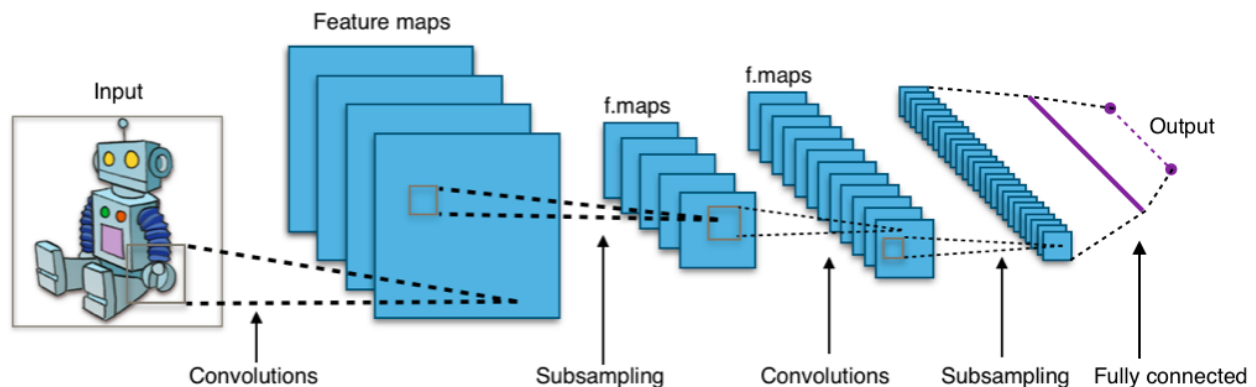 Feature maps
f.maps
Input
f.maps
Output
Convolutions
Subsampling
Convolutions
Subsampling
Fully connected